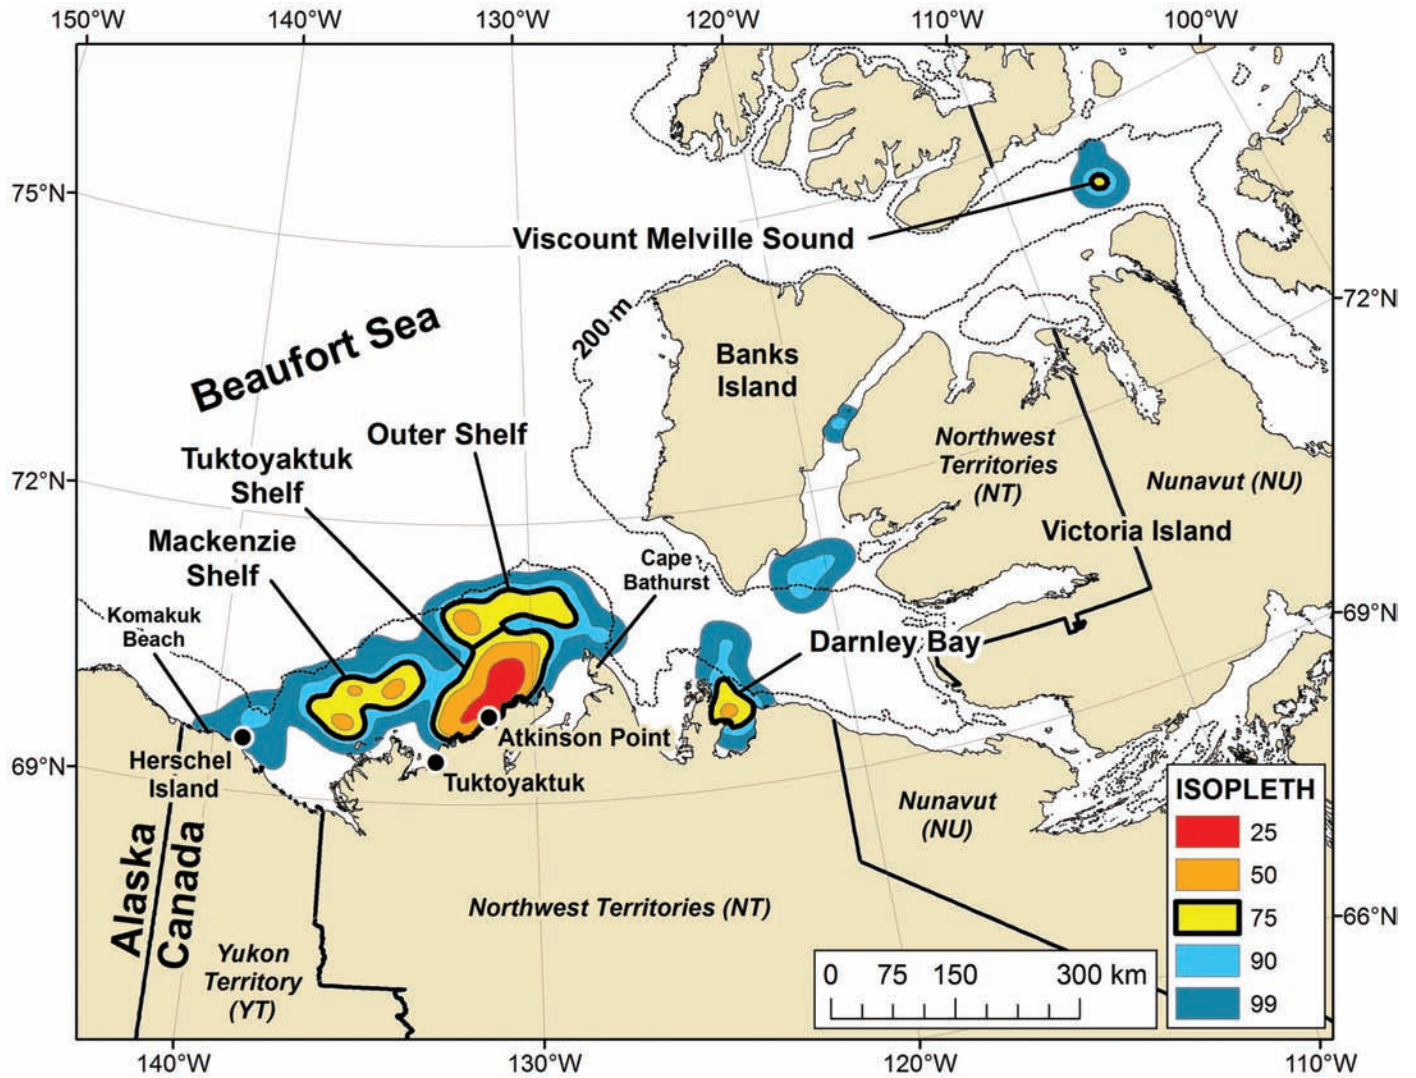 150°W
140°W
130°W
120°W
110°W
100°W
75°N
Viscount Melville Sound
72°N
200 m
Beaufort Sea
Banks
Island
Outer Shelf
Tuktoyaktuk
Shelf
Northwest
Territories
(NT)
Nunavut (NU)
72°N
Victoria Island
Mackenzie
Shelf
Cape
Bathurst
Komakuk
Beach
69°N
Darnley Bay
Atkinson Point
69°N
Herschel
Island
Tuktoyaktuk
Nunavut
(NU)
Alaska
Canada
Northwest Territories (NT)
Yukon
Territory
(YT)
ISOPLETH
25
50
75
90
99
66°N
0 75 150 300 km
140°W
130°W
120°W
110°W